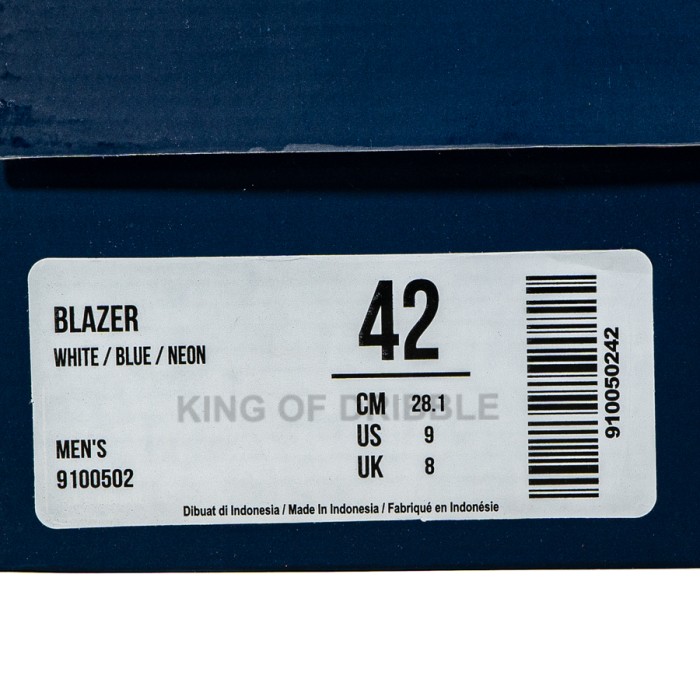 BLAZER
WHITE / BLUE / NEON
MEN'S
9100502
42
CM 28.1
US 9
UK 8
KING OF DRIBBLE
Dibuat di Indonesia / Made In Indonesia / Fabriqué en Indonésie
910050242